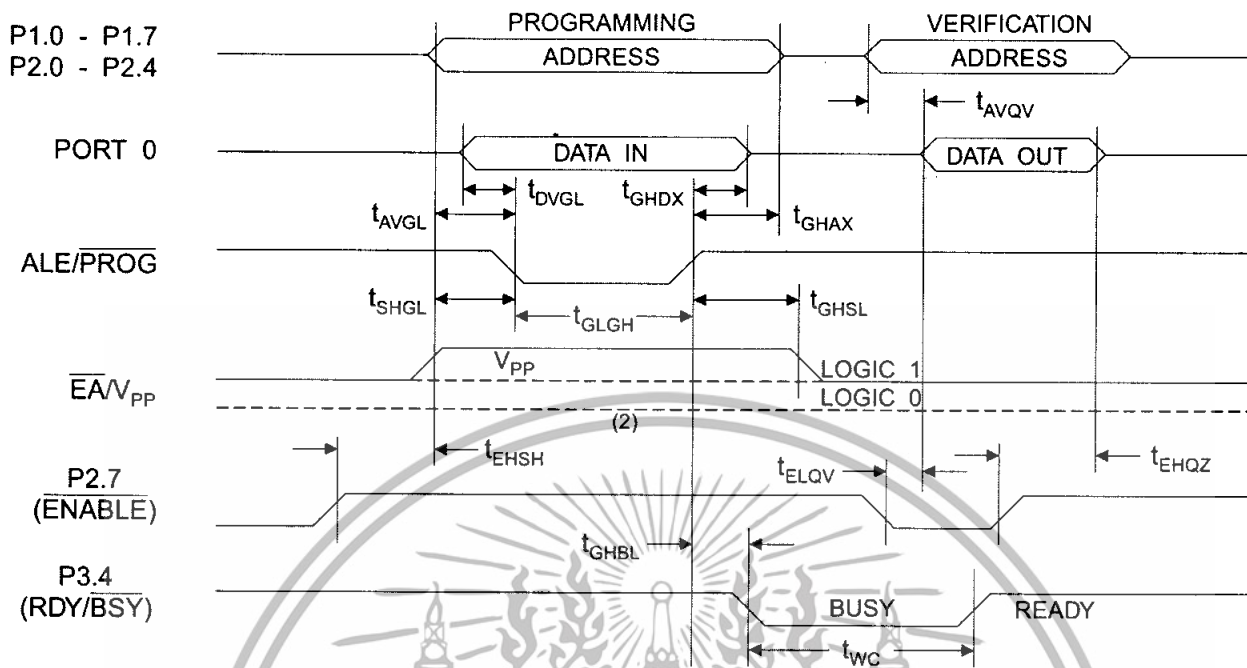 PROGRAMMING
VERIFICATION
P1.0 - P1.7
P2.0 - P2.4
ADDRESS
ADDRESS
tAVQV
PORT 0
DATA IN
DATA OUT
tDVGL
tGHDX
tAVGL
tGHAX
ALE/PROG
tSHGL
tGLGH
tGHSL
VPP
LOGIC 1
EA/VPP
LOGIC 0
(2)
tEHSH
tELQV
tEHQZ
P2.7
(ENABLE)
tGHBL
P3.4
(RDY/BSY)
BUSY
READY
tWC